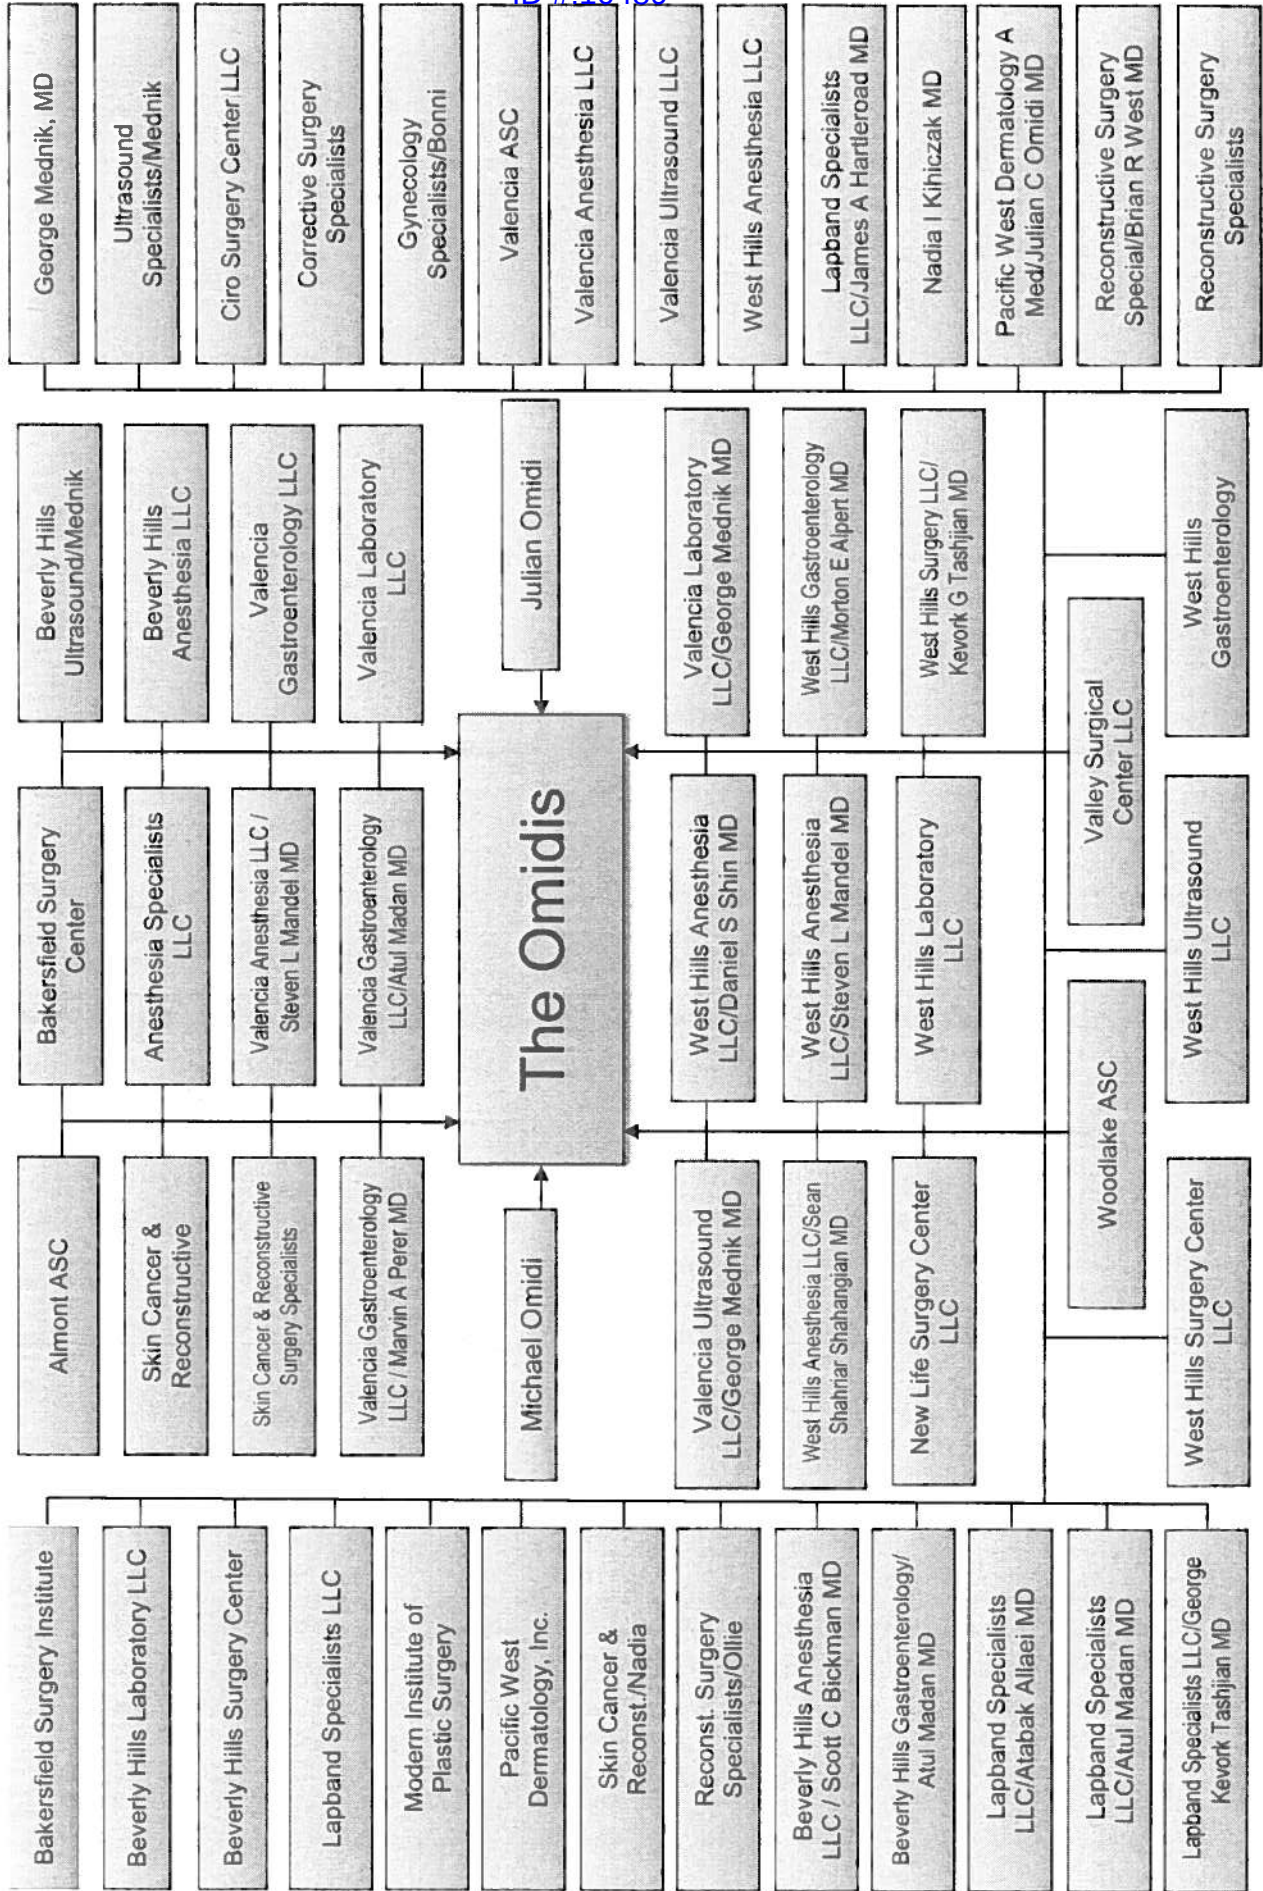 Bakersfield Surgery Institute
Beverly Hills Laboratory LLC
Beverly Hills Surgery Center
Lapband Specialists LLC
Modern Institute of
Plastic Surgery
Pacific West
Dermatology, Inc.
Skin Cancer &
Reconst./Nadia
Reconst. Surgery
Specialists/Ollie
Beverly Hills Anesthesia
LLC / Scott C Bickman MD
Beverly Hills Gastroenterology/
Atul Madan MD
Lapband Specialists
LLC/Atabak Allaei MD
Lapband Specialists
LLC/Atul Madan MD
Lapband Specialists LLC/George
Kevork Tashjian MD
Almont ASC
Bakersfield Surgery
Center
Beverly Hills
Ultrasound/Mednik
Skin Cancer &
Reconstructive
Anesthesia Specialists
LLC
Beverly Hills
Anesthesia LLC
Skin Cancer & Reconstructive
Surgery Specialists
Valencia Anesthesia LLC /
Steven L Mandel MD
Valencia
Gastroenterology LLC
Valencia Gastroenterology
LLC / Marvin A Perer MD
Valencia Gastroenterology
LLC/Atul Madan MD
Valencia Laboratory
LLC
Michael Omidi
The Omidis
Julian Omidi
Valencia Ultrasound
LLC/George Mednik MD
West Hills Anesthesia
LLC/Daniel S Shin MD
Valencia Laboratory
LLC/George Mednik MD
West Hills Anesthesia LLC/Sean
Shahriar Shahangian MD
West Hills Anesthesia
LLC/Steven L Mandel MD
West Hills Gastroenterology
LLC/Morton E Alpert MD
New Life Surgery Center
LLC
West Hills Laboratory
LLC
West Hills Surgery LLC/
Kevork G Tashjian MD
Woodlake ASC
Valley Surgical
Center LLC
West Hills Surgery Center
LLC
West Hills Ultrasound
LLC
West Hills
Gastroenterology
George Mednik, MD
Ultrasound
Specialists/Mednik
Ciro Surgery Center LLC
Corrective Surgery
Specialists
Gynecology
Specialists/Bonni
Valencia ASC
Valencia Anesthesia LLC
Valencia Ultrasound LLC
West Hills Anesthesia LLC
Lapband Specialists
LLC/James A Hartleroad MD
Nadia I Kihiczak MD
Pacific West Dermatology A
Med/Julian C Omidi MD
Reconstructive Surgery
Special/Brian R West MD
Reconstructive Surgery
Specialists